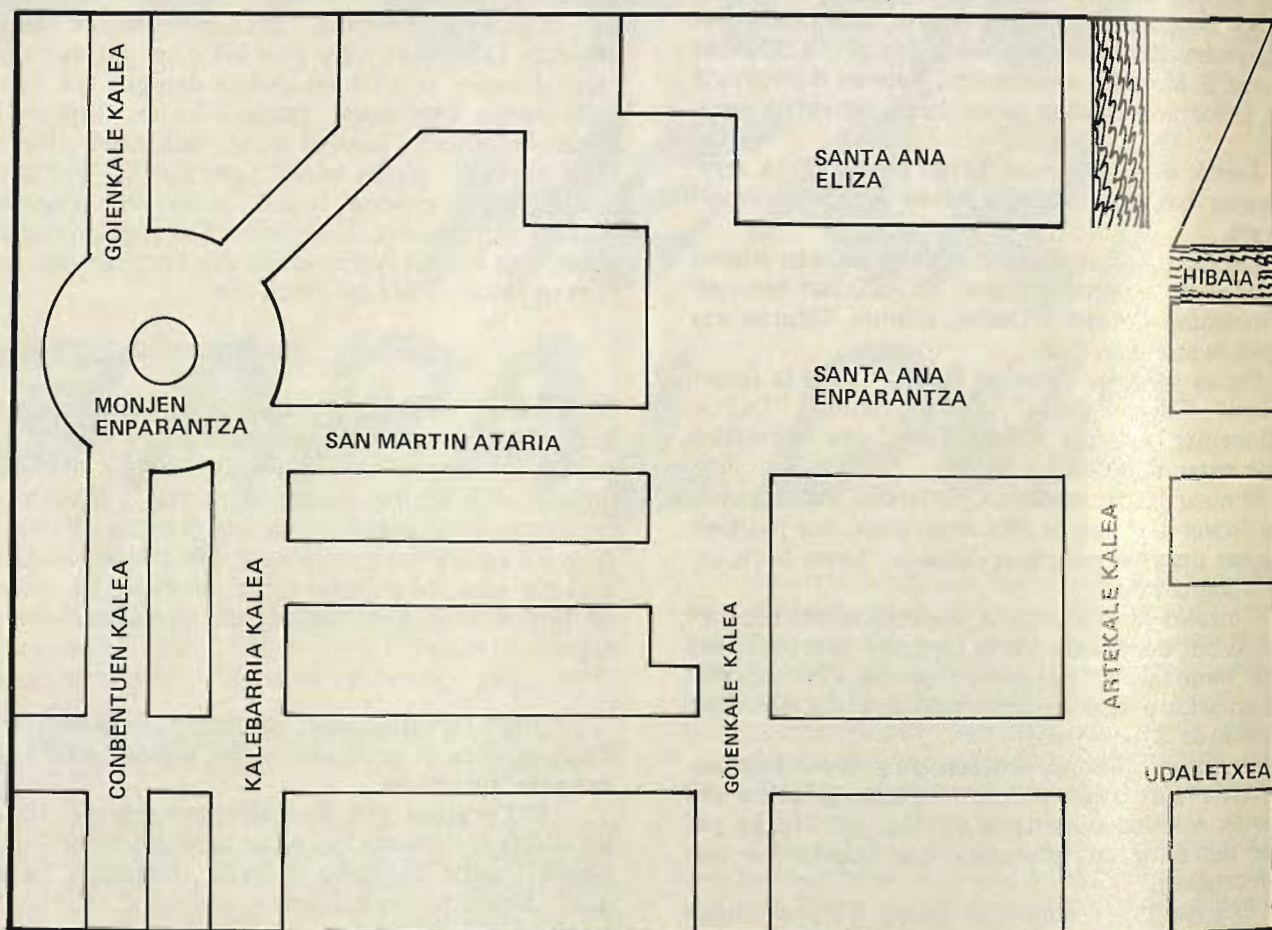 GOIENKALE KALEA
SANTA ANA
ELIZA
HIBAIA
MONJEN
ENPARANTZA
SAN MARTIN ATARIA
SANTA ANA
ENPARANTZA
CONBENTUEN KALEA
KALEBARRIA KALEA
GOIENKALE KALEA
ARTEKALE KALEA
UDALETXEA